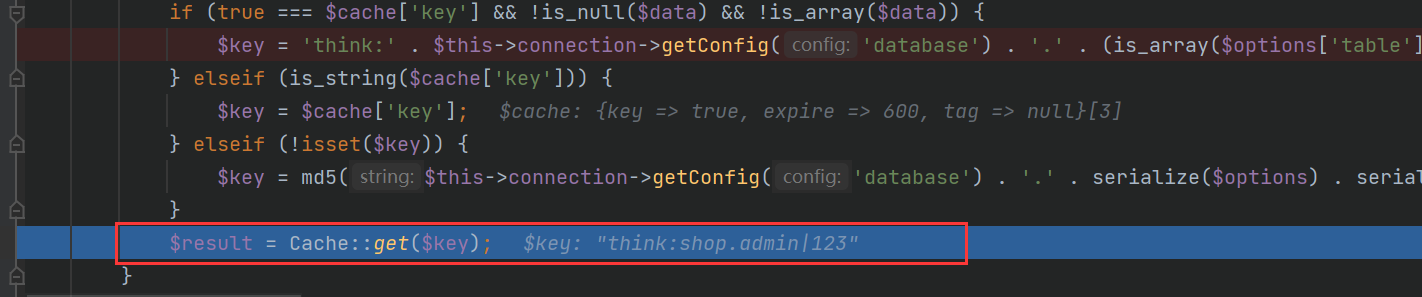 if (true === $cache['key'] && !is_null($data) && !is_array($data)) {
$key = 'think:' . $this->connection->getConfig( config: 'database') . '.' . (is_array($options['table']
} elseif (is_string($cache['key'])) {
$key = $cache['key']; $cache: {key => true, expire => 600, tag => null}[3]
} elseif (!isset($key)) {
$key = md5( string: $this->connection->getConfig( config: 'database') . '.' . serialize($options) . serial
}
$result = Cache::get($key); $key: "think:shop.admin|123"
}